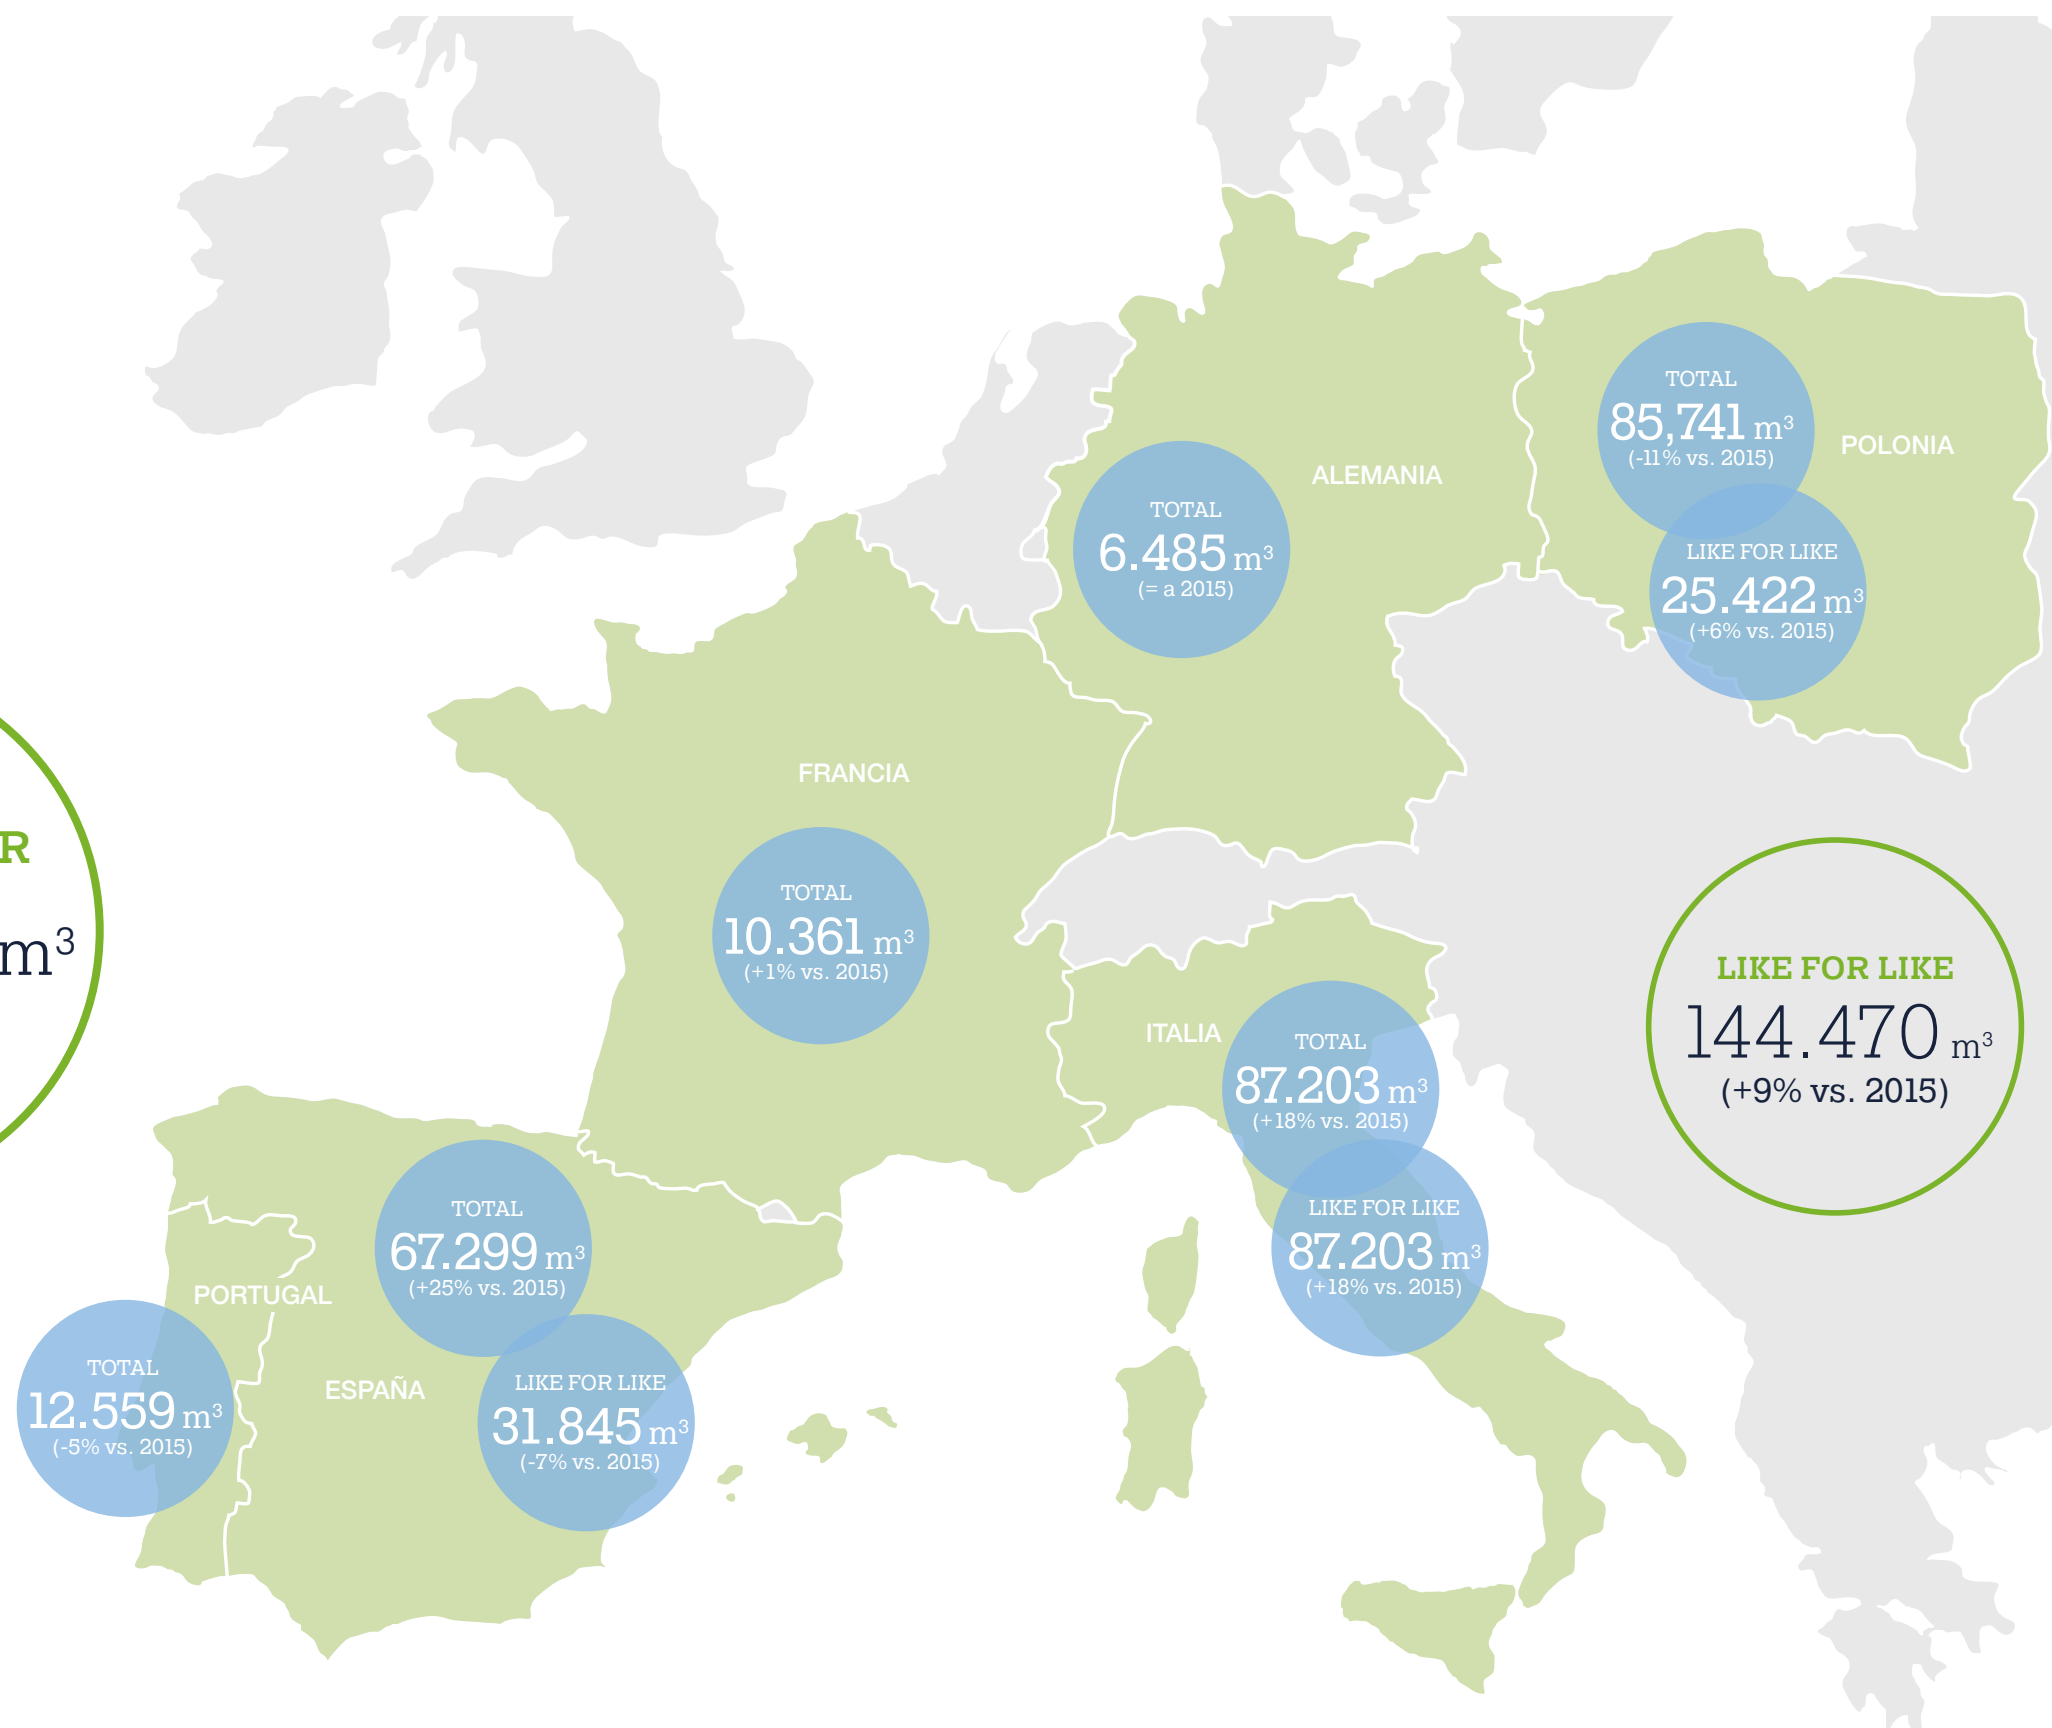 TOTAL
85,741 m³
(-11% vs. 2015)
POLONIA
LIKE FOR LIKE
25.422 m³
(+6% vs. 2015)
ALEMANIA
TOTAL
6.485 m³
(= a 2015)
FRANCIA
TOTAL
10.361 m³
(+1% vs. 2015)
R
m³
LIKE FOR LIKE
144.470 m³
(+9% vs. 2015)
ITALIA
TOTAL
87.203 m³
(+18% vs. 2015)
LIKE FOR LIKE
87.203 m³
(+18% vs. 2015)
TOTAL
67.299 m³
(+25% vs. 2015)
PORTUGAL
TOTAL
12.559 m³
(-5% vs. 2015)
ESPAÑA
LIKE FOR LIKE
31.845 m³
(-7% vs. 2015)